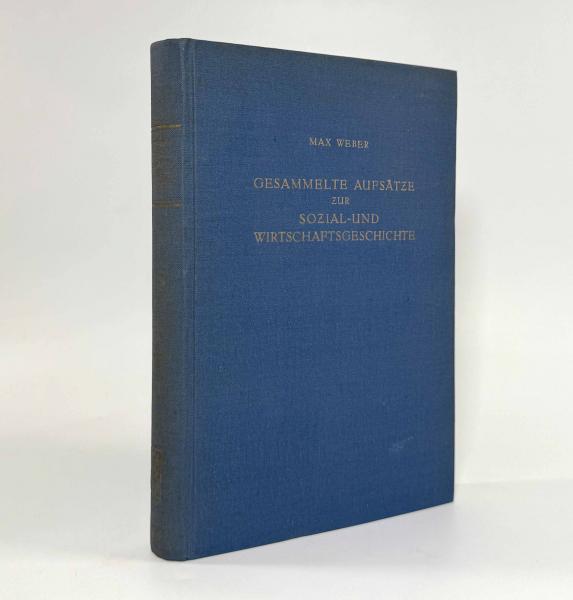 MAX WEBER
GESAMMELTE AUFSÄTZE
ZUR
SOZIAL-UND
WIRTSCHAFTSGESCHICHTE